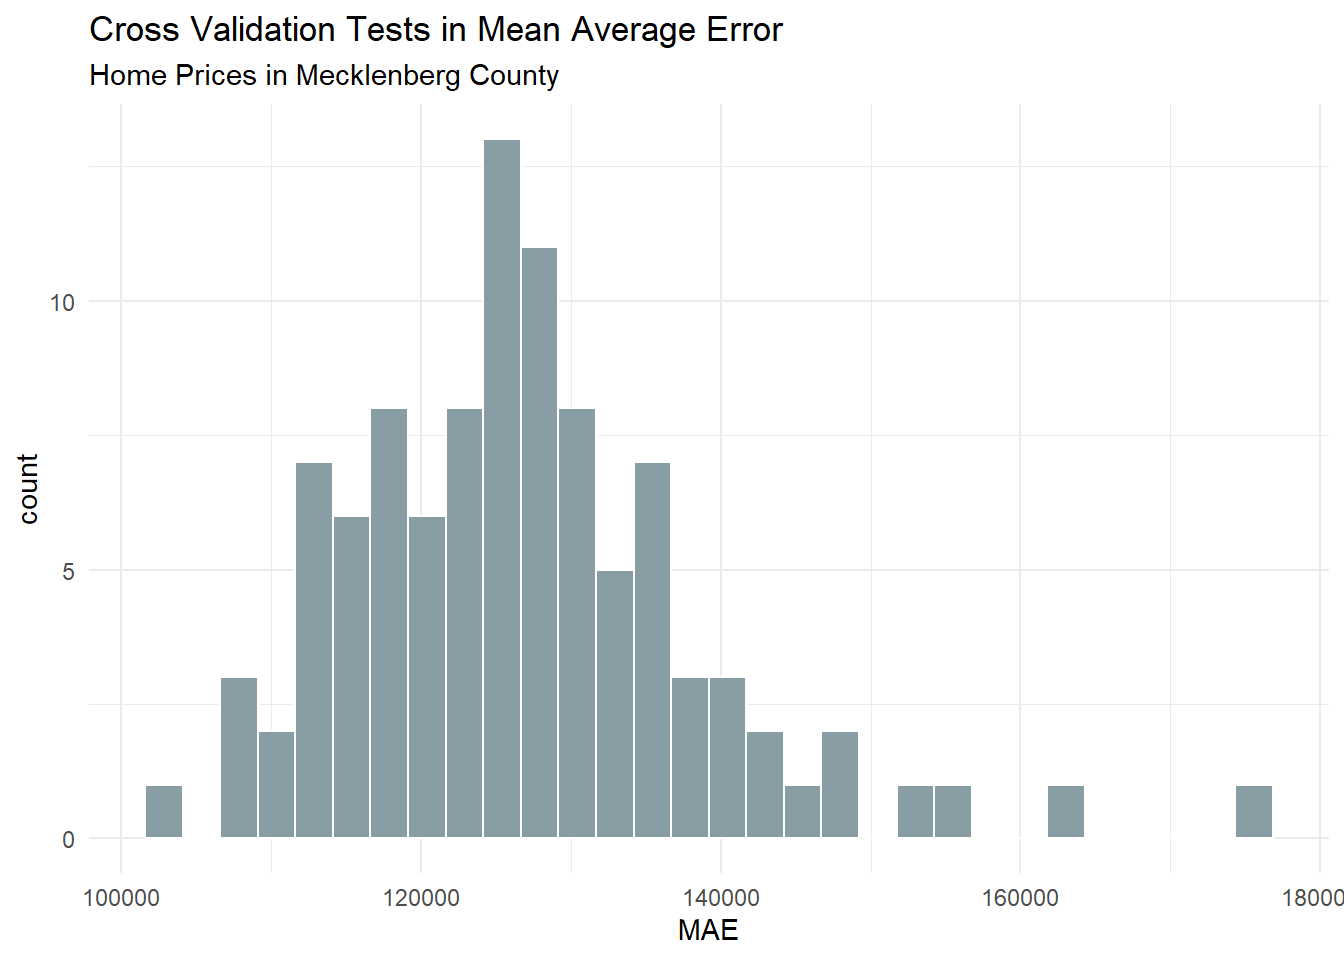 Cross Validation Tests in Mean Average Error
Home Prices in Mecklenberg County
10
5
0
count
100000 120000 140000 160000 18000
MAE